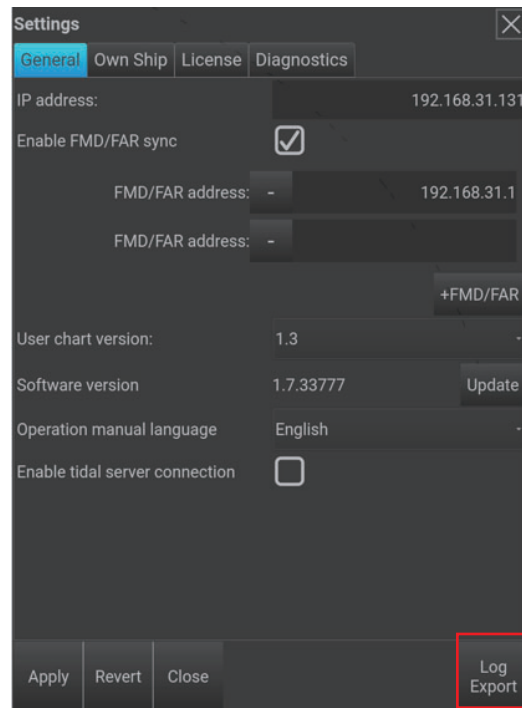 Settings
General Own Ship License Diagnostics
IP address: 192.168.31.131
Enable FMD/FAR sync
FMD/FAR address: - 192.168.31.1
FMD/FAR address: -
+FMD/FAR
User chart version: 1.3
Software version 1.7.33777 Update
Operation manual language English
Enable tidal server connection
Apply Revert Close Log
Export